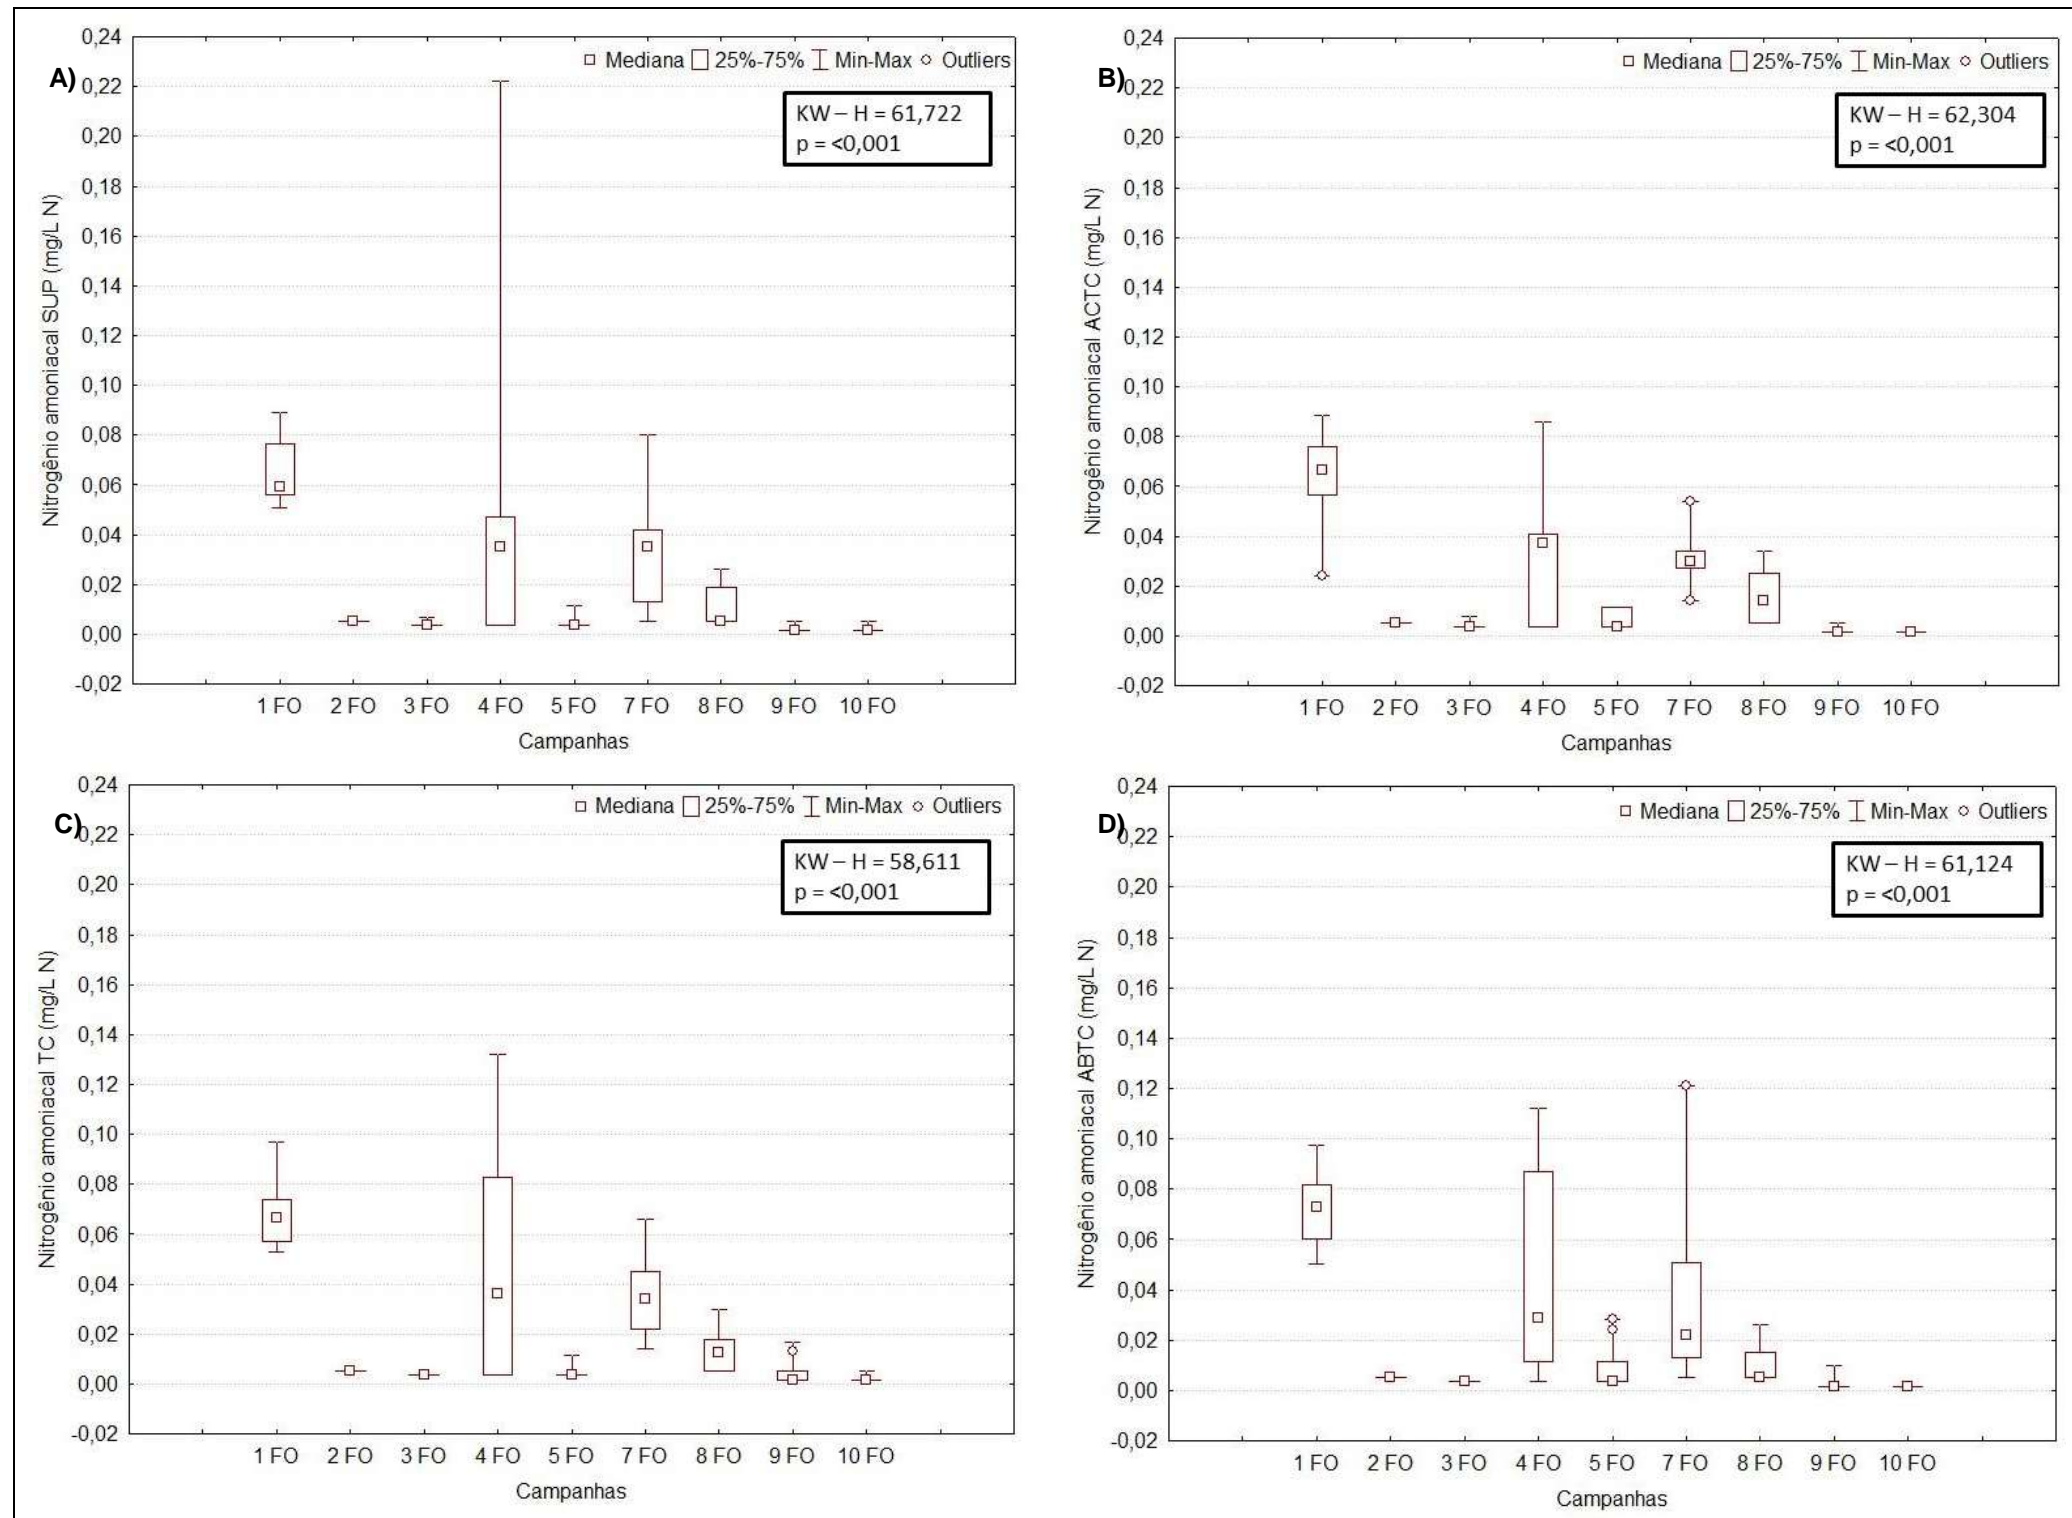 A)
Mediana 25%-75% Min-Max Outliers
KW – H = 61,722
p = <0,001
Nitrogênio amoniacal SUP (mg/L N)
0,24
0,22
0,20
0,18
0,16
0,14
0,12
0,10
0,08
0,06
0,04
0,02
0,00
-0,02
1 FO 2 FO 3 FO 4 FO 5 FO 7 FO 8 FO 9 FO 10 FO
Campanhas
B)
Mediana 25%-75% Min-Max Outliers
KW – H = 62,304
p = <0,001
Nitrogênio amoniacal ACTC (mg/L N)
0,24
0,22
0,20
0,18
0,16
0,14
0,12
0,10
0,08
0,06
0,04
0,02
0,00
-0,02
1 FO 2 FO 3 FO 4 FO 5 FO 7 FO 8 FO 9 FO 10 FO
Campanhas
C)
Mediana 25%-75% Min-Max Outliers
KW – H = 58,611
p = <0,001
Nitrogênio amoniacal TC (mg/L N)
0,24
0,22
0,20
0,18
0,16
0,14
0,12
0,10
0,08
0,06
0,04
0,02
0,00
-0,02
1 FO 2 FO 3 FO 4 FO 5 FO 7 FO 8 FO 9 FO 10 FO
Campanhas
D)
Mediana 25%-75% Min-Max Outliers
KW – H = 61,124
p = <0,001
Nitrogênio amoniacal ABTC (mg/L N)
0,24
0,22
0,20
0,18
0,16
0,14
0,12
0,10
0,08
0,06
0,04
0,02
0,00
-0,02
1 FO 2 FO 3 FO 4 FO 5 FO 7 FO 8 FO 9 FO 10 FO
Campanhas